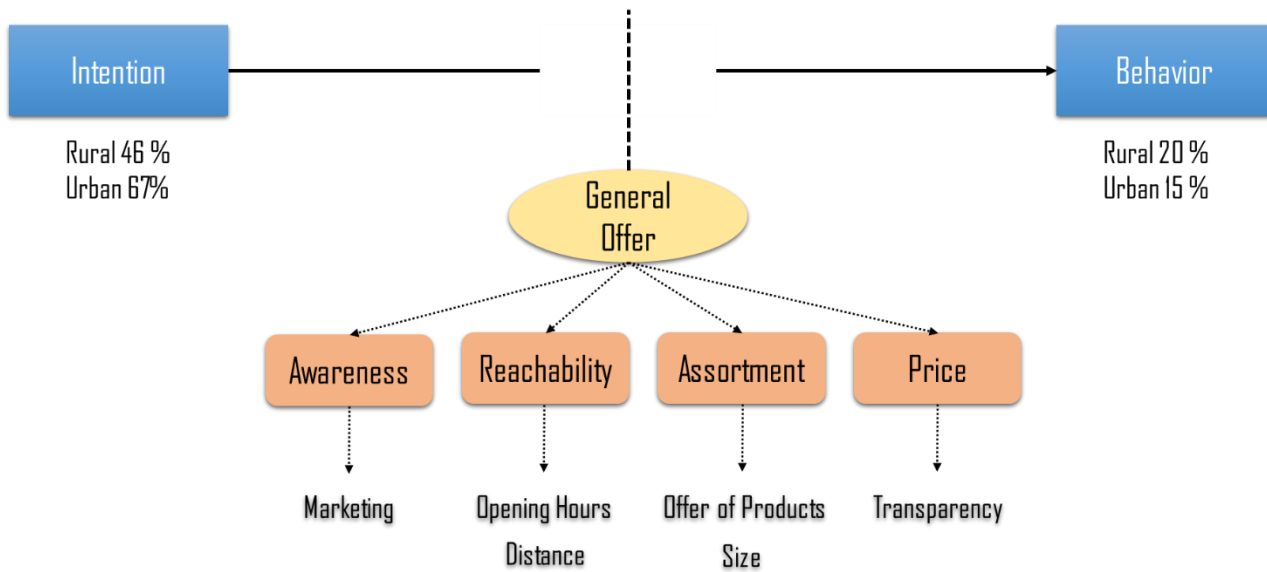 Intention
Behavior
Rural 46 %
Urban 67%
Rural 20 %
Urban 15 %
General
Offer
Awareness
Reachability
Assortment
Price
Marketing
Opening Hours
Distance
Offer of Products
Size
Transparency